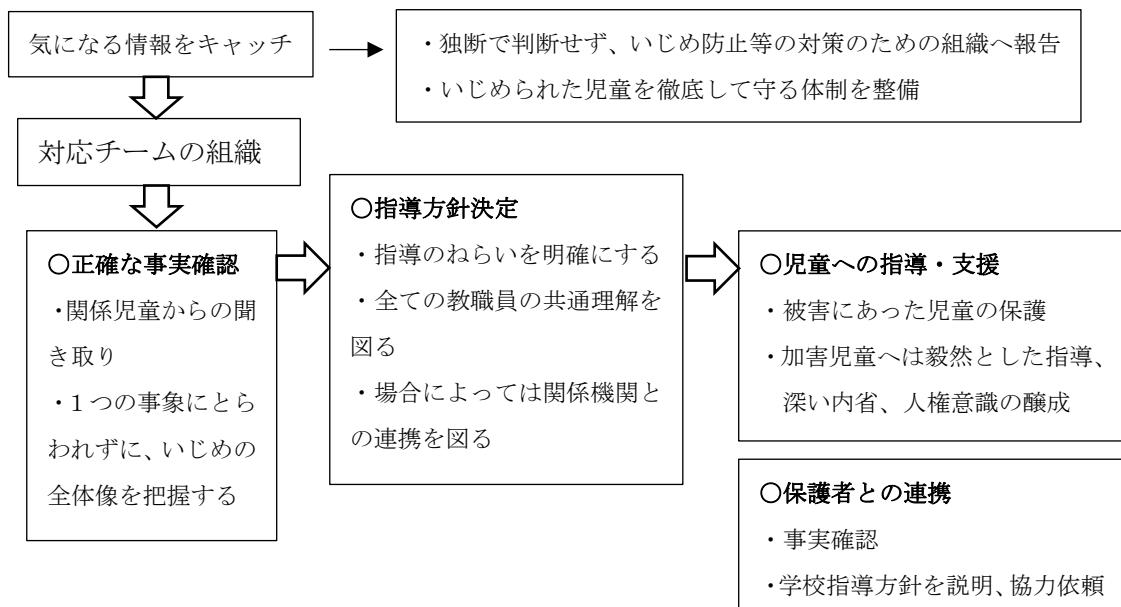 気になる情報をキャッチ
・独断で判断せず、いじめ防止等の対策のための組織へ報告
・いじめられた児童を徹底して守る体制を整備
対応チームの組織
〇正確な事実確認
・関係児童からの聞
き取り
・1つの事象にとら
われずに、いじめの
全体像を把握する
〇指導方針決定
・指導のねらいを明確にする
・全ての教職員の共通理解を
図る
・場合によっては関係機関と
の連携を図る
〇児童への指導・支援
・被害にあった児童の保護
・加害児童へは毅然とした指導、
深い内省、人権意識の醸成
〇保護者との連携
・事実確認
・学校指導方針を説明、協力依頼